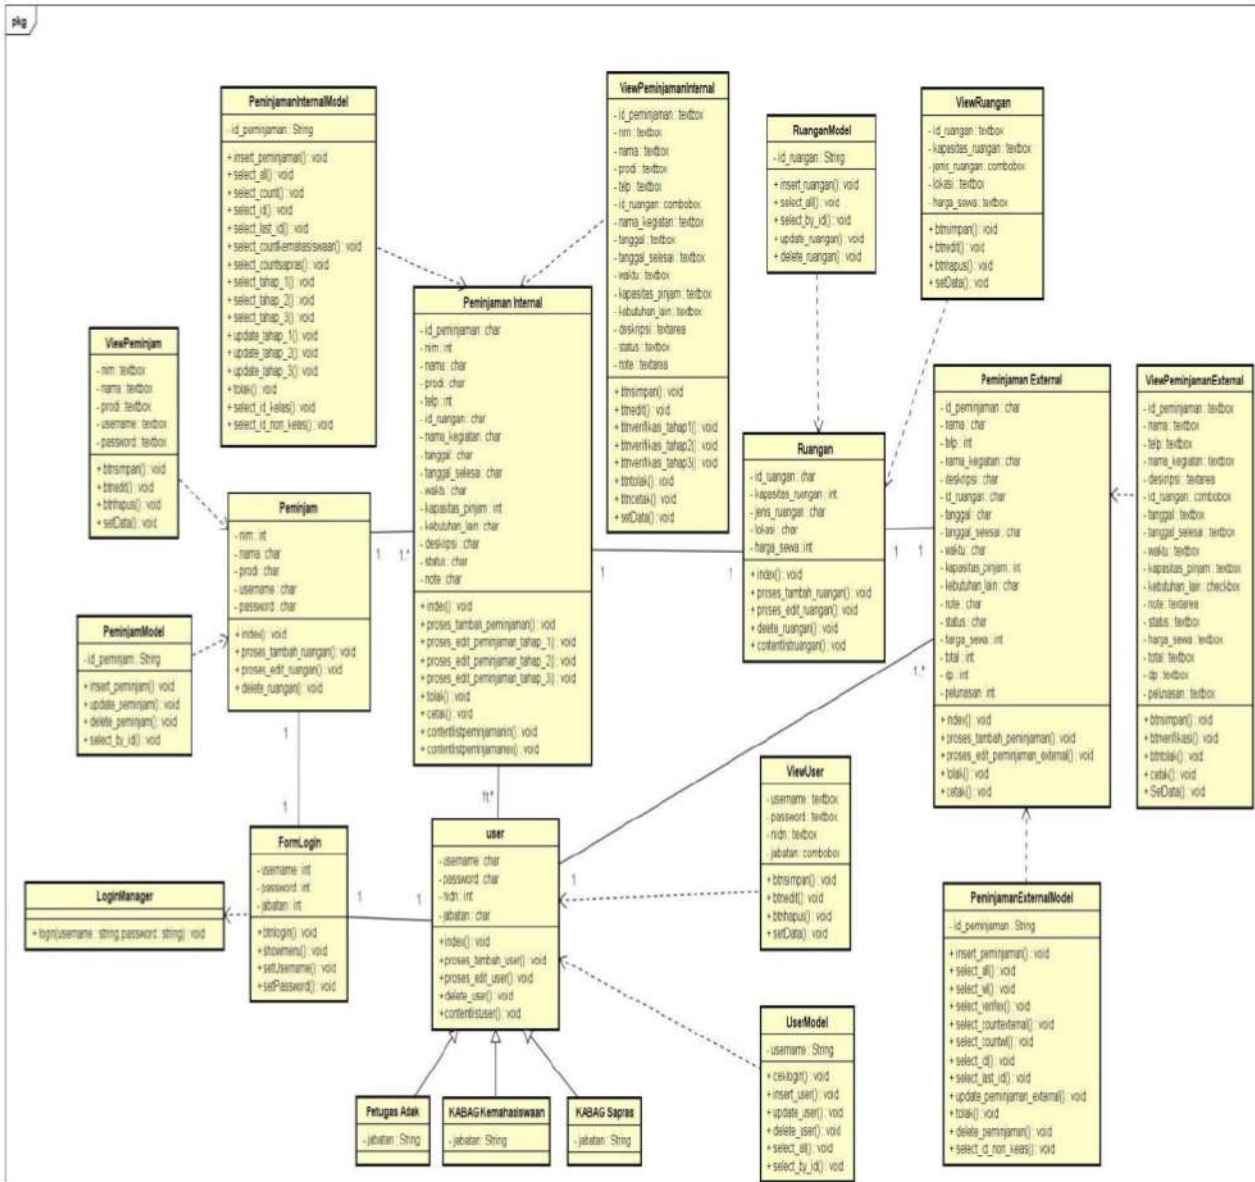 pkg
PeminjamanInternalModel
- id_peminjaman : String
+ insert_peminjaman() : void
+ select_all() : void
+ select_count() : void
+ select_id() : void
+ select_last_id() : void
+ select_countkemahasiswaan() : void
+ select_countsapras() : void
+ select_tahap_1() : void
+ select_tahap_2() : void
+ select_tahap_3() : void
+ update_tahap_1() : void
+ update_tahap_2() : void
+ update_tahap_3() : void
+ tolak() : void
+ select_id_kelas() : void
+ select_id_non_kelas() : void
ViewPeminjamanInternal
- id_peminjaman : textbox
- nim : textbox
- nama : textbox
- prodi : textbox
- telp : textbox
- id_ruangan : combobox
- nama_kegiatan : textbox
- tanggal : textbox
- tanggal_selesai : textbox
- waktu : textbox
- kapasitas_pinjam : textbox
- kebutuhan_lain : textbox
- deskripsi : textarea
- status : textbox
- note : textarea
+ btnsimpan() : void
+ btnedit() : void
+ btnverifikasi_tahap1() : void
+ btnverifikasi_tahap2() : void
+ btnverifikasi_tahap3() : void
+ btntolak() : void
+ btncetak() : void
+ setData() : void
RuanganModel
- id_ruangan : String
+ insert_ruangan() : void
+ select_all() : void
+ select_by_id() : void
+ update_ruangan() : void
+ delete_ruangan() : void
ViewRuangan
- id_ruangan : textbox
- kapasitas_ruangan : textbox
- jenis_ruangan : combobox
- lokasi : textbox
- harga_sewa : textbox
+ btnsimpan() : void
+ btnedit() : void
+ btnhapus() : void
+ setData() : void
ViewPeminjam
- nim : textbox
- nama : textbox
- prodi : textbox
- username : textbox
- password : textbox
+ btnsimpan() : void
+ btnedit() : void
+ btnhapus() : void
+ setData() : void
Peminjam
- nim : int
- nama : char
- prodi : char
- username : char
- password : char
+ index() : void
+ proses_tambah_ruangan() : void
+ proses_edit_ruangan() : void
+ delete_ruangan() : void
PeminjamModel
- id_peminjam : String
+ insert_peminjam() : void
+ update_peminjam() : void
+ delete_peminjam() : void
+ select_by_id() : void
Peminjaman Internal
- id_peminjaman : char
- nim : int
- nama : char
- prodi : char
- telp : int
- id_ruangan : char
- nama_kegiatan : char
- tanggal : char
- tanggal_selesai : char
- waktu : char
- kapasitas_pinjam : int
- kebutuhan_lain : char
- deskripsi : char
- status : char
- note : char
+ index() : void
+ proses_tambah_peminjaman() : void
+ proses_edit_peminjaman_tahap_1() : void
+ proses_edit_peminjaman_tahap_2() : void
+ proses_edit_peminjaman_tahap_3() : void
+ tolak() : void
+ cetak() : void
+ contentlistpeminjamanin() : void
+ contentlistpeminjamanex() : void
Ruangan
- id_ruangan : char
- kapasitas_ruangan : int
- jenis_ruangan : char
- lokasi : char
- harga_sewa : int
+ index() : void
+ proses_tambah_ruangan() : void
+ proses_edit_ruangan() : void
+ delete_ruangan() : void
+ contentlistruangan() : void
Peminjaman External
- id_peminjaman : char
- nama : char
- telp : int
- nama_kegiatan : char
- deskripsi : char
- id_ruangan : char
- tanggal : char
- tanggal_selesai : char
- waktu : char
- kapasitas_pinjam : int
- kebutuhan_lain : char
- note : char
- status : char
- harga_sewa : int
- total : int
- dp : int
- pelunasan : int
+ index() : void
+ proses_tambah_peminjaman() : void
+ proses_edit_peminjaman_external() : void
+ tolak() : void
+ cetak() : void
ViewPeminjamanExternal
- id_peminjaman : textbox
- nama : textbox
- telp : textbox
- nama_kegiatan : textbox
- deskripsi : textarea
- id_ruangan : combobox
- tanggal : textbox
- tanggal_selesai : textbox
- waktu : textbox
- kapasitas_pinjam : textbox
- kebutuhan_lain : checkbox
- note : textarea
- status : textbox
- harga_sewa : textbox
- total : textbox
- dp : textbox
- pelunasan : textbox
+ btnsimpan() : void
+ btnverifikasi() : void
+ btntolak() : void
+ cetak() : void
+ SetData() : void
1
1..*
1
1
1
1
1..*
1
1
1
1
1
FormLogin
- username : int
- password : int
- jabatan : int
+ btnlogin() : void
+ showmenu() : void
+ setUsername() : void
+ setPassword() : void
LoginManager
+ login(username : string,password : string) : void
user
- username : char
- password : char
- nidn : int
- jabatan : char
+ index() : void
+ proses_tambah_user() : void
+ proses_edit_user() : void
+ delete_user() : void
+ contentlistuser() : void
ViewUser
- username : textbox
- password : textbox
- nidn : textbox
- jabatan : combobox
+ btnsimpan() : void
+ btnedit() : void
+ btnhapus() : void
+ setData() : void
UserModel
- username : String
+ ceklogin() : void
+ insert_user() : void
+ update_user() : void
+ delete_user() : void
+ select_all() : void
+ select_by_id() : void
PeminjamanExternalModel
- id_peminjaman : String
+ insert_peminjaman() : void
+ select_all() : void
+ select_wl() : void
+ select_verifex() : void
+ select_countexternal() : void
+ select_countwl() : void
+ select_id() : void
+ select_last_id() : void
+ update_peminjaman_external() : void
+ tolak() : void
+ delete_peminjaman() : void
+ select_id_non_kelas() : void
Petugas Adak
- jabatan : String
KABAG Kemahasiswaan
- jabatan : String
KABAG Sapras
- jabatan : String